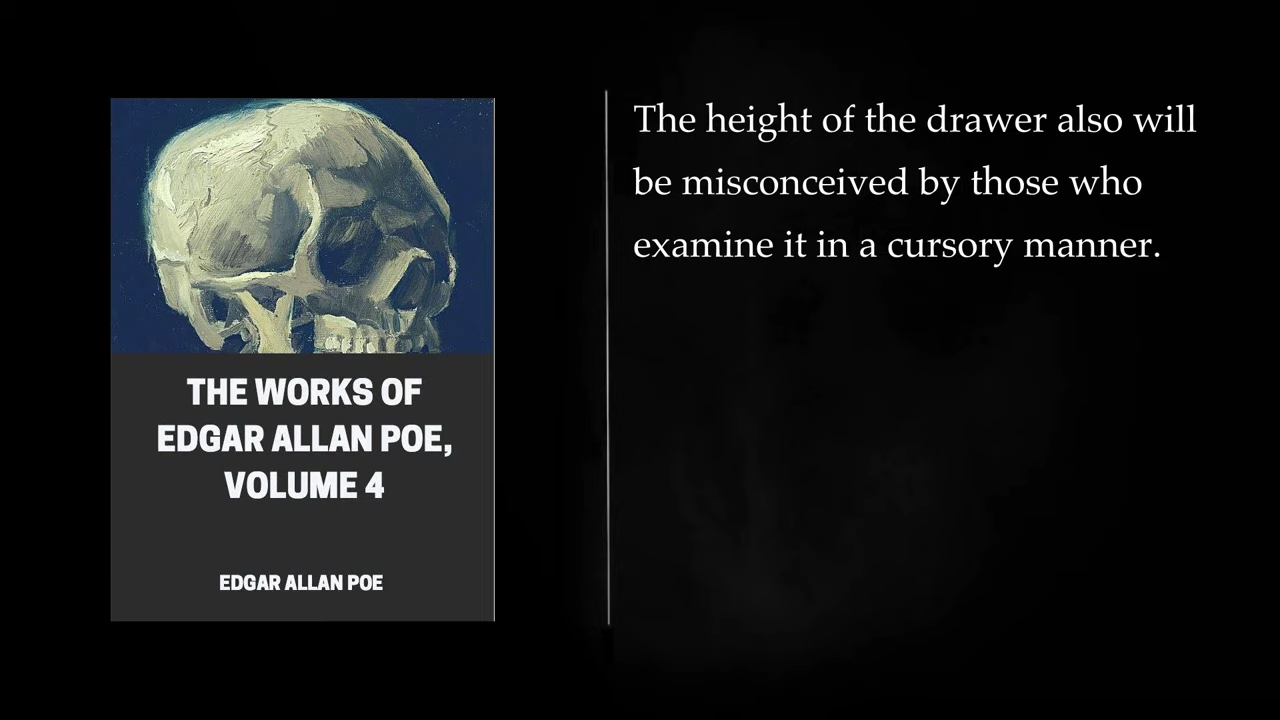 THE WORKS OF
EDGAR ALLAN POE,
VOLUME 4
EDGAR ALLAN POE
The height of the drawer also will
be misconceived by those who
examine it in a cursory manner.